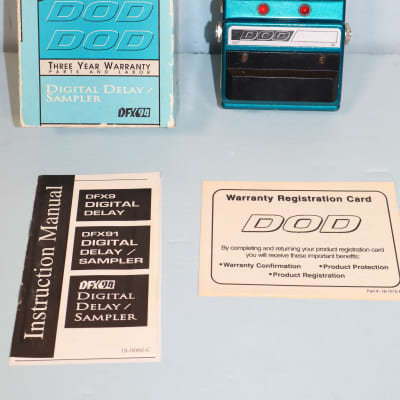 DOD
DOD
THREE YEAR WARRANTY
PARTS AND LABOR
DIGITAL DELAY/
SAMPLER
DFX94
DOD
Instruction Manual
DFX9
DIGITAL
DELAY
DFX91
DIGITAL
DELAY
/SAMPLER
DFX94
DIGITAL
DELAY/
SAMPLER
Warranty Registration Card
DOD
By completing and returning your product registration card
you will receive these important benefits:
• Warranty Confirmation • Product Protection
• Product Registration